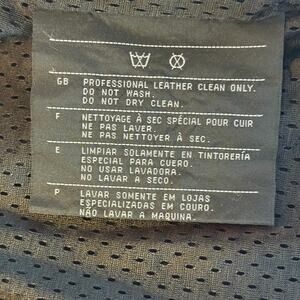 GB PROFESSIONAL LEATHER CLEAN ONLY.
DO NOT WASH.
DO NOT DRY CLEAN.
F NETTOYAGE À SEC SPÉCIAL POUR CUIR
NE PAS LAVER.
NE PAS NETTOYER À SEC.
E LIMPIAR SOLAMENTE EN TINTORERÍA
ESPECIAL PARA CUERO.
NO USAR LAVADORA.
NO LAVAR A SECO.
P LAVAR SOMENTE EM LOJAS
ESPECIALIZADAS EM COURO.
NÃO LAVAR A MAQUINA.